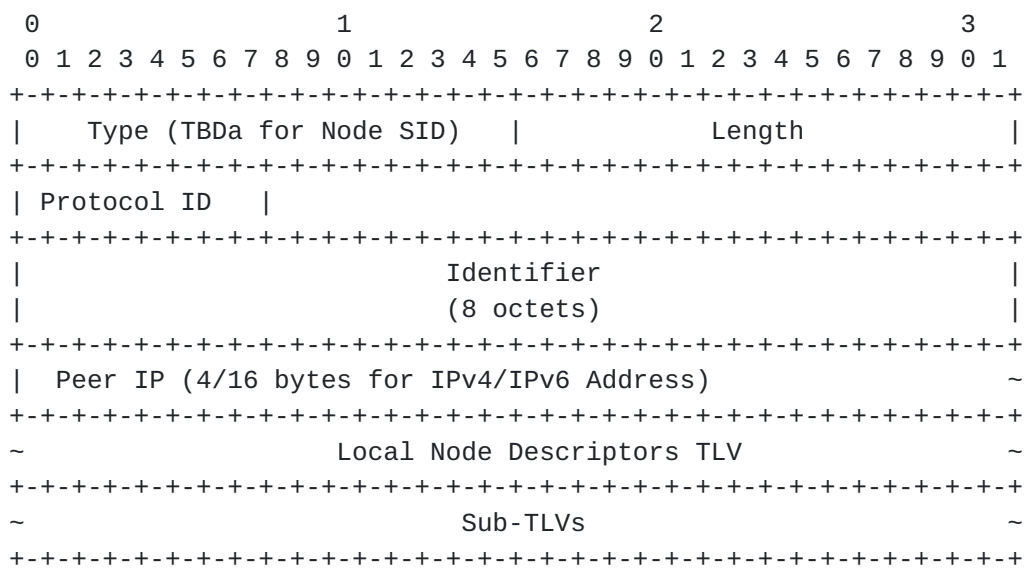 0                   1                   2                   3
 0 1 2 3 4 5 6 7 8 9 0 1 2 3 4 5 6 7 8 9 0 1 2 3 4 5 6 7 8 9 0 1
+-+-+-+-+-+-+-+-+-+-+-+-+-+-+-+-+-+-+-+-+-+-+-+-+-+-+-+-+-+-+-+-+
|    Type (TBDa for Node SID)   |            Length             |
+-+-+-+-+-+-+-+-+-+-+-+-+-+-+-+-+-+-+-+-+-+-+-+-+-+-+-+-+-+-+-+-+
| Protocol ID   |
+-+-+-+-+-+-+-+-+-+-+-+-+-+-+-+-+-+-+-+-+-+-+-+-+-+-+-+-+-+-+-+-+
|                           Identifier                          |
|                           (8 octets)                          |
+-+-+-+-+-+-+-+-+-+-+-+-+-+-+-+-+-+-+-+-+-+-+-+-+-+-+-+-+-+-+-+-+
|  Peer IP (4/16 bytes for IPv4/IPv6 Address)                   ~
+-+-+-+-+-+-+-+-+-+-+-+-+-+-+-+-+-+-+-+-+-+-+-+-+-+-+-+-+-+-+-+-+
~                    Local Node Descriptors TLV                 ~
+-+-+-+-+-+-+-+-+-+-+-+-+-+-+-+-+-+-+-+-+-+-+-+-+-+-+-+-+-+-+-+-+
~                            Sub-TLVs                           ~
+-+-+-+-+-+-+-+-+-+-+-+-+-+-+-+-+-+-+-+-+-+-+-+-+-+-+-+-+-+-+-+-+